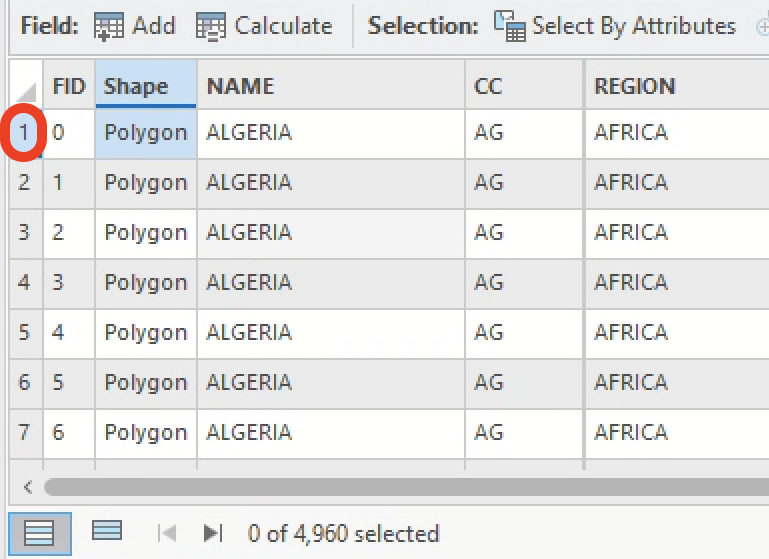 Field: Add Calculate Selection: Select By Attributes
FID Shape NAME CC REGION
1 0 Polygon ALGERIA AG AFRICA
2 1 Polygon ALGERIA AG AFRICA
3 2 Polygon ALGERIA AG AFRICA
4 3 Polygon ALGERIA AG AFRICA
5 4 Polygon ALGERIA AG AFRICA
6 5 Polygon ALGERIA AG AFRICA
7 6 Polygon ALGERIA AG AFRICA
0 of 4,960 selected